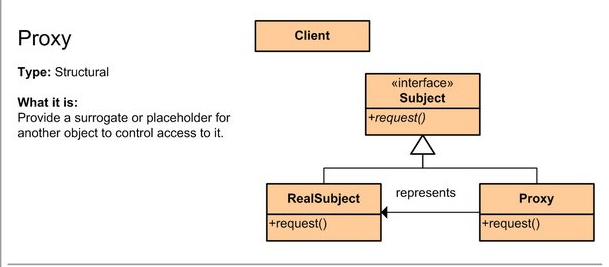 Proxy
Type: Structural
What it is:
Provide a surrogate or placeholder for
another object to control access to it.
Client
«interface»
Subject
+request()
RealSubject
+request()
represents
Proxy
+request()